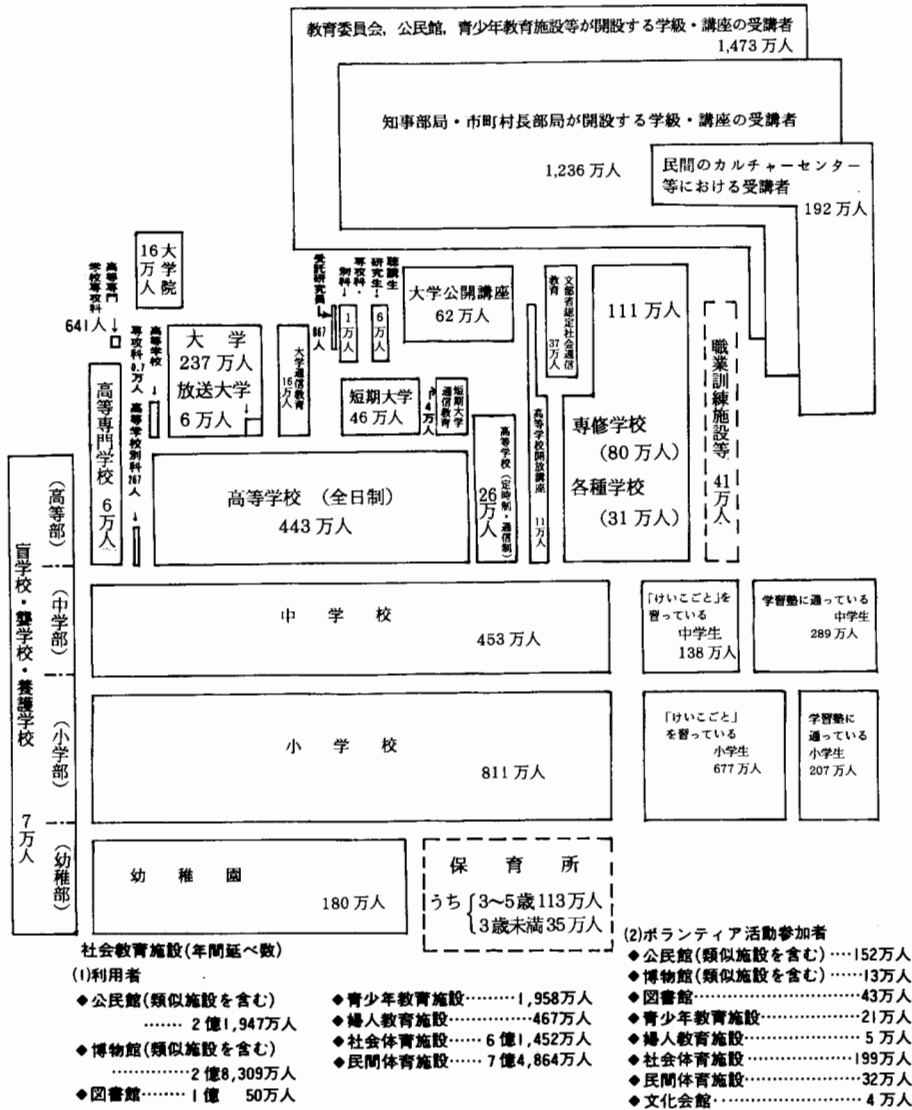 教育委員会，公民館，青少年教育施設等が開設する学級・講座の受講者
1,473万人
知事部局・市町村長部局が開設する学級・講座の受講者
1,236万人
民間のカルチャーセンター
等における受講者
192万人
大学院
16万人
高等専門
学校専攻科
641人
高等学校
専攻科0.7万人
高等学校別科267人
大学
237万人
放送大学
6万人
大学通信教育
16万人
受託研究員
867人
専攻科・
別科
1万人
聴講生
研究生
6万人
大学公開講座
62万人
短期大学
46万人
短期大学
通信教育
4万人
文部省認定社会通信
教育
37万人
111万人
専修学校
(80万人)
各種学校
(31万人)
職業訓練施設等 41万人
高等専門学校 6万人
高等学校 (全日制)
443万人
高等学校(定時制・通信制)
26万人
高等学校開放講座
11万人
盲学校・聾学校・養護学校 7万人
(高等部)
(中学部)
(小学部)
(幼稚部)
中学校
453万人
「けいこごと」を
習っている
中学生
138万人
学習塾に通っている
中学生
289万人
小学校
811万人
「けいこごと」
を習っている
小学生
677万人
学習塾に
通っている
小学生
207万人
幼稚園
180万人
保育所
うち
3～5歳113万人
3歳未満35万人
社会教育施設(年間延べ数)
(1)利用者
◆公民館(類似施設を含む)
……2億1,947万人
◆博物館(類似施設を含む)
…………2億8,309万人
◆図書館……1億 50万人
◆青少年教育施設………1,958万人
◆婦人教育施設…………467万人
◆社会体育施設……6億1,452万人
◆民間体育施設……7億4,864万人
(2)ボランティア活動参加者
◆公民館(類似施設を含む)…152万人
◆博物館(類似施設を含む)……13万人
◆図書館…………………43万人
◆青少年教育施設…………21万人
◆婦人教育施設……………5万人
◆社会体育施設……………199万人
◆民間体育施設……………32万人
◆文化会館…………………4万人